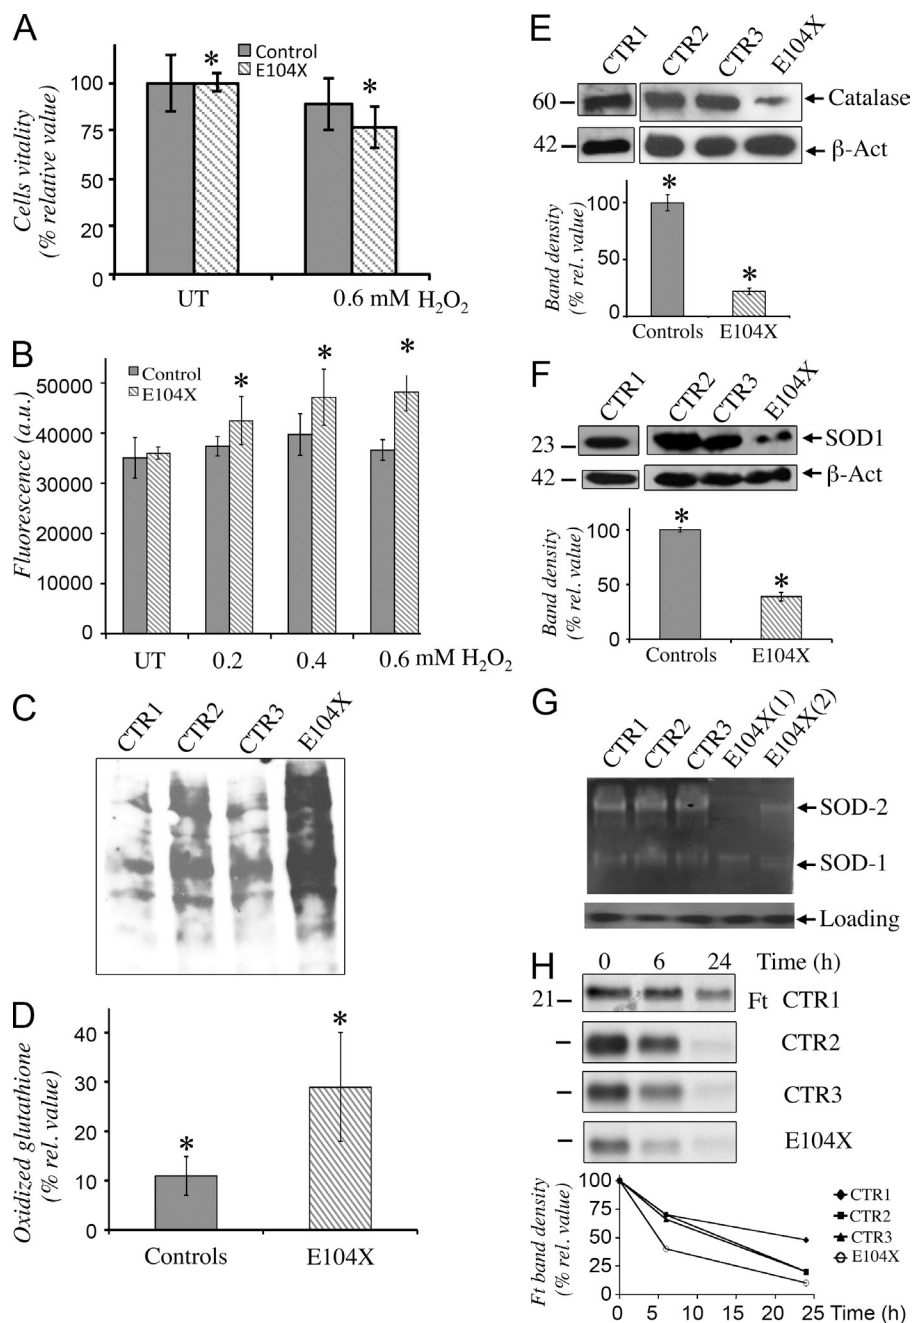 A
Control
E104X
*
*
100
75
50
20
0
Cells vitality
(% relative value)
UT
0.6 mM H₂O₂
B
Control
E104X
*
*
*
50000
40000
30000
20000
10000
0
Fluorescence (a.u.)
UT 0.2 0.4 0.6 mM H₂O₂
C
CTR1 CTR2 CTR3 E104X
D
*
*
40
30
20
10
0
Oxidized glutathione
(% rel. value)
Controls E104X
E
CTR1 CTR2 CTR3 E104X
60 Catalase
42 β-Act
*
*
100
50
0
Band density
(% rel. value)
Controls E104X
F
CTR1 CTR2 CTR3 E104X
23 SOD1
42 β-Act
*
*
100
50
0
Band density
(% rel. value)
Controls E104X
G
CTR1 CTR2 CTR3 E104X(1) E104X(2)
SOD-2
SOD-1
Loading
H
0 6 24 Time (h)
21 Ft CTR1
CTR2
CTR3
E104X
100
75
50
25
0
Ft band density
(% rel. value)
CTR1
CTR2
CTR3
E104X
0 5 10 15 20 25 Time (h)